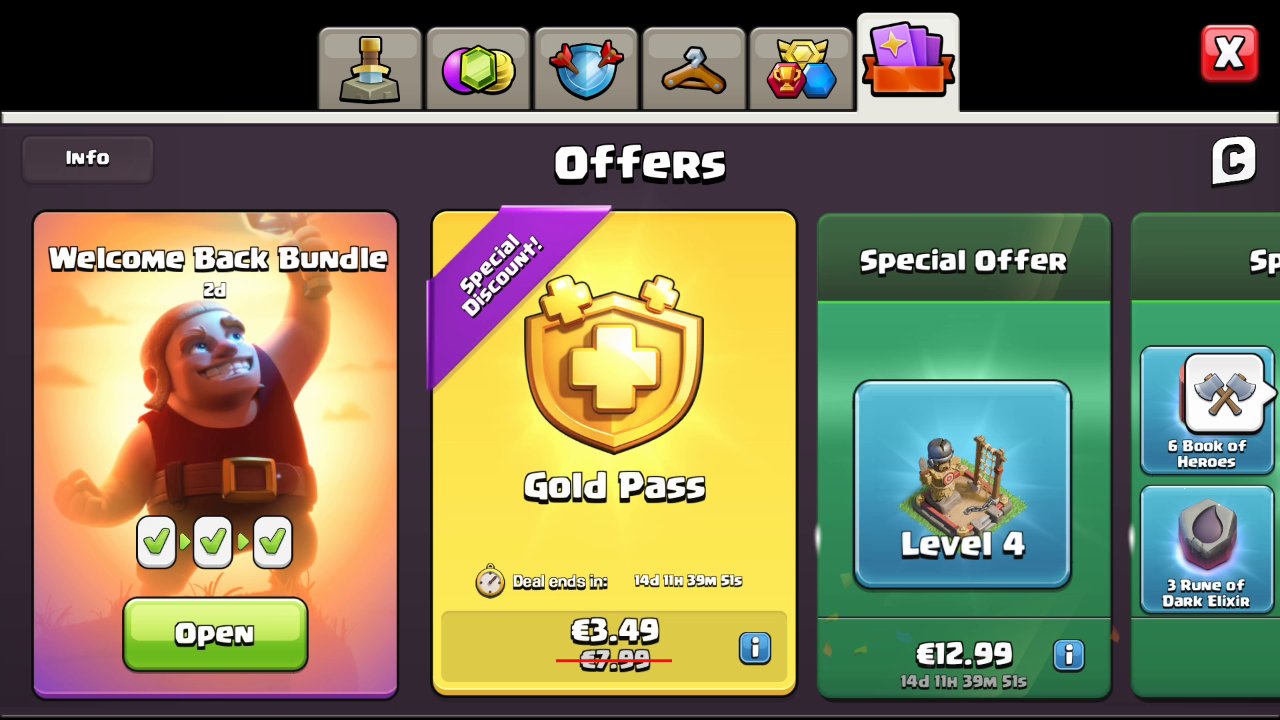 X
Info
Offers
C
Welcome Back Bundle
2d
Open
Special
Discount!
Gold Pass
Deal ends in: 14d 11h 39m 51s
€3.49
€7.99
i
Special Offer
Level 4
€12.99
i
14d 11h 39m 51s
Sp
6 Book of
Heroes
3 Rune of
Dark Elixir